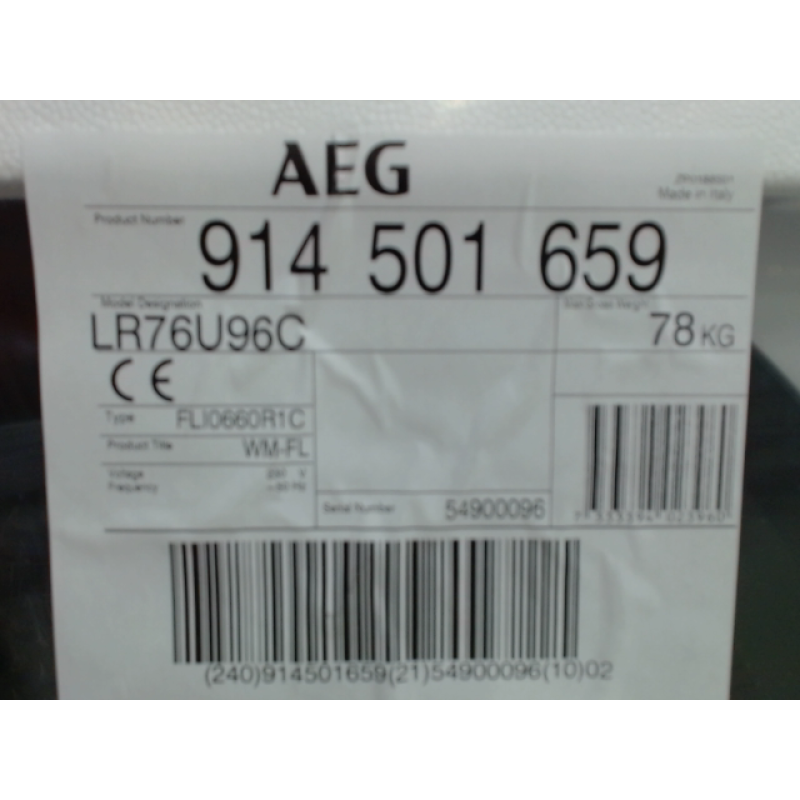 AEG
Made in Italy
Product Number
914 501 659
Model Designation
LR76U96C
78 KG
CE
Type FLI0660R1C
Product Title WM-FL
Voltage 230 V
Frequency
Serial Number 54900096
(240)914501659(21)54900096(10)02